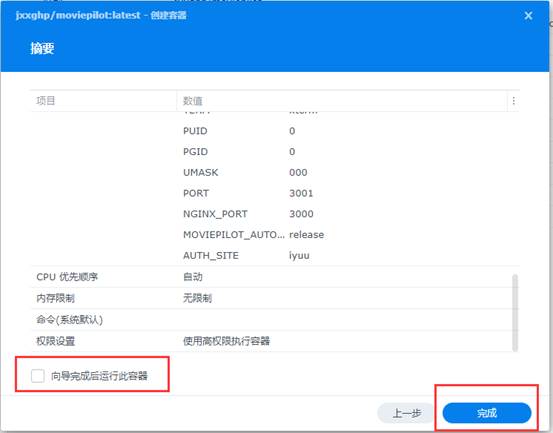 jxxghp/moviepilot:latest - 创建容器
摘要
项目 数值
PUID 0
PGID 0
UMASK 000
PORT 3001
NGINX_PORT 3000
MOVIEPILOT_AUTO... release
AUTH_SITE iyuu
CPU 优先顺序 自动
内存限制 无限制
命令(系统默认)
权限设置 使用高权限执行容器
向导完成后运行此容器
上一步 完成